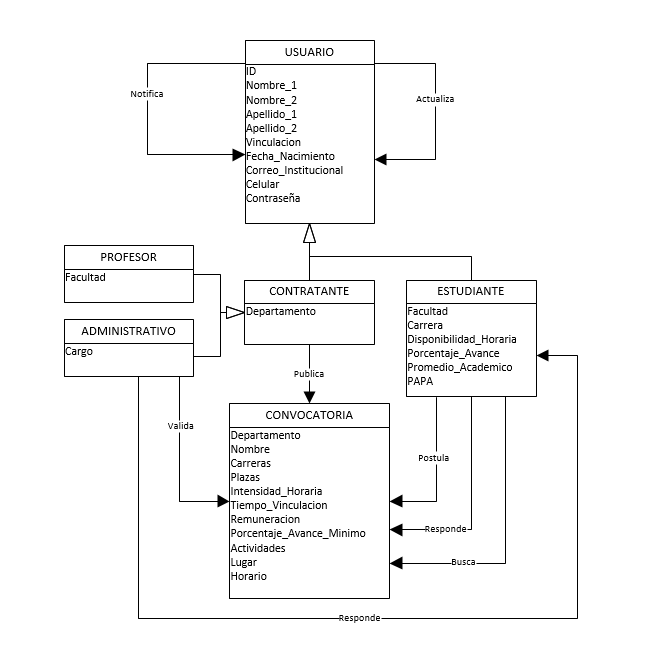 USUARIO
ID
Nombre_1
Nombre_2
Apellido_1
Apellido_2
Vinculacion
Fecha_Nacimiento
Correo_Institucional
Celular
Contraseña
Notifica
Actualiza
PROFESOR
Facultad
ADMINISTRATIVO
Cargo
CONTRATANTE
Departamento
ESTUDIANTE
Facultad
Carrera
Disponibilidad_Horaria
Porcentaje_Avance
Promedio_Academico
PAPA
Publica
Valida
CONVOCATORIA
Departamento
Nombre
Carreras
Plazas
Intensidad_Horaria
Tiempo_Vinculacion
Remuneracion
Porcentaje_Avance_Minimo
Actividades
Lugar
Horario
Postula
Responde
Busca
Responde